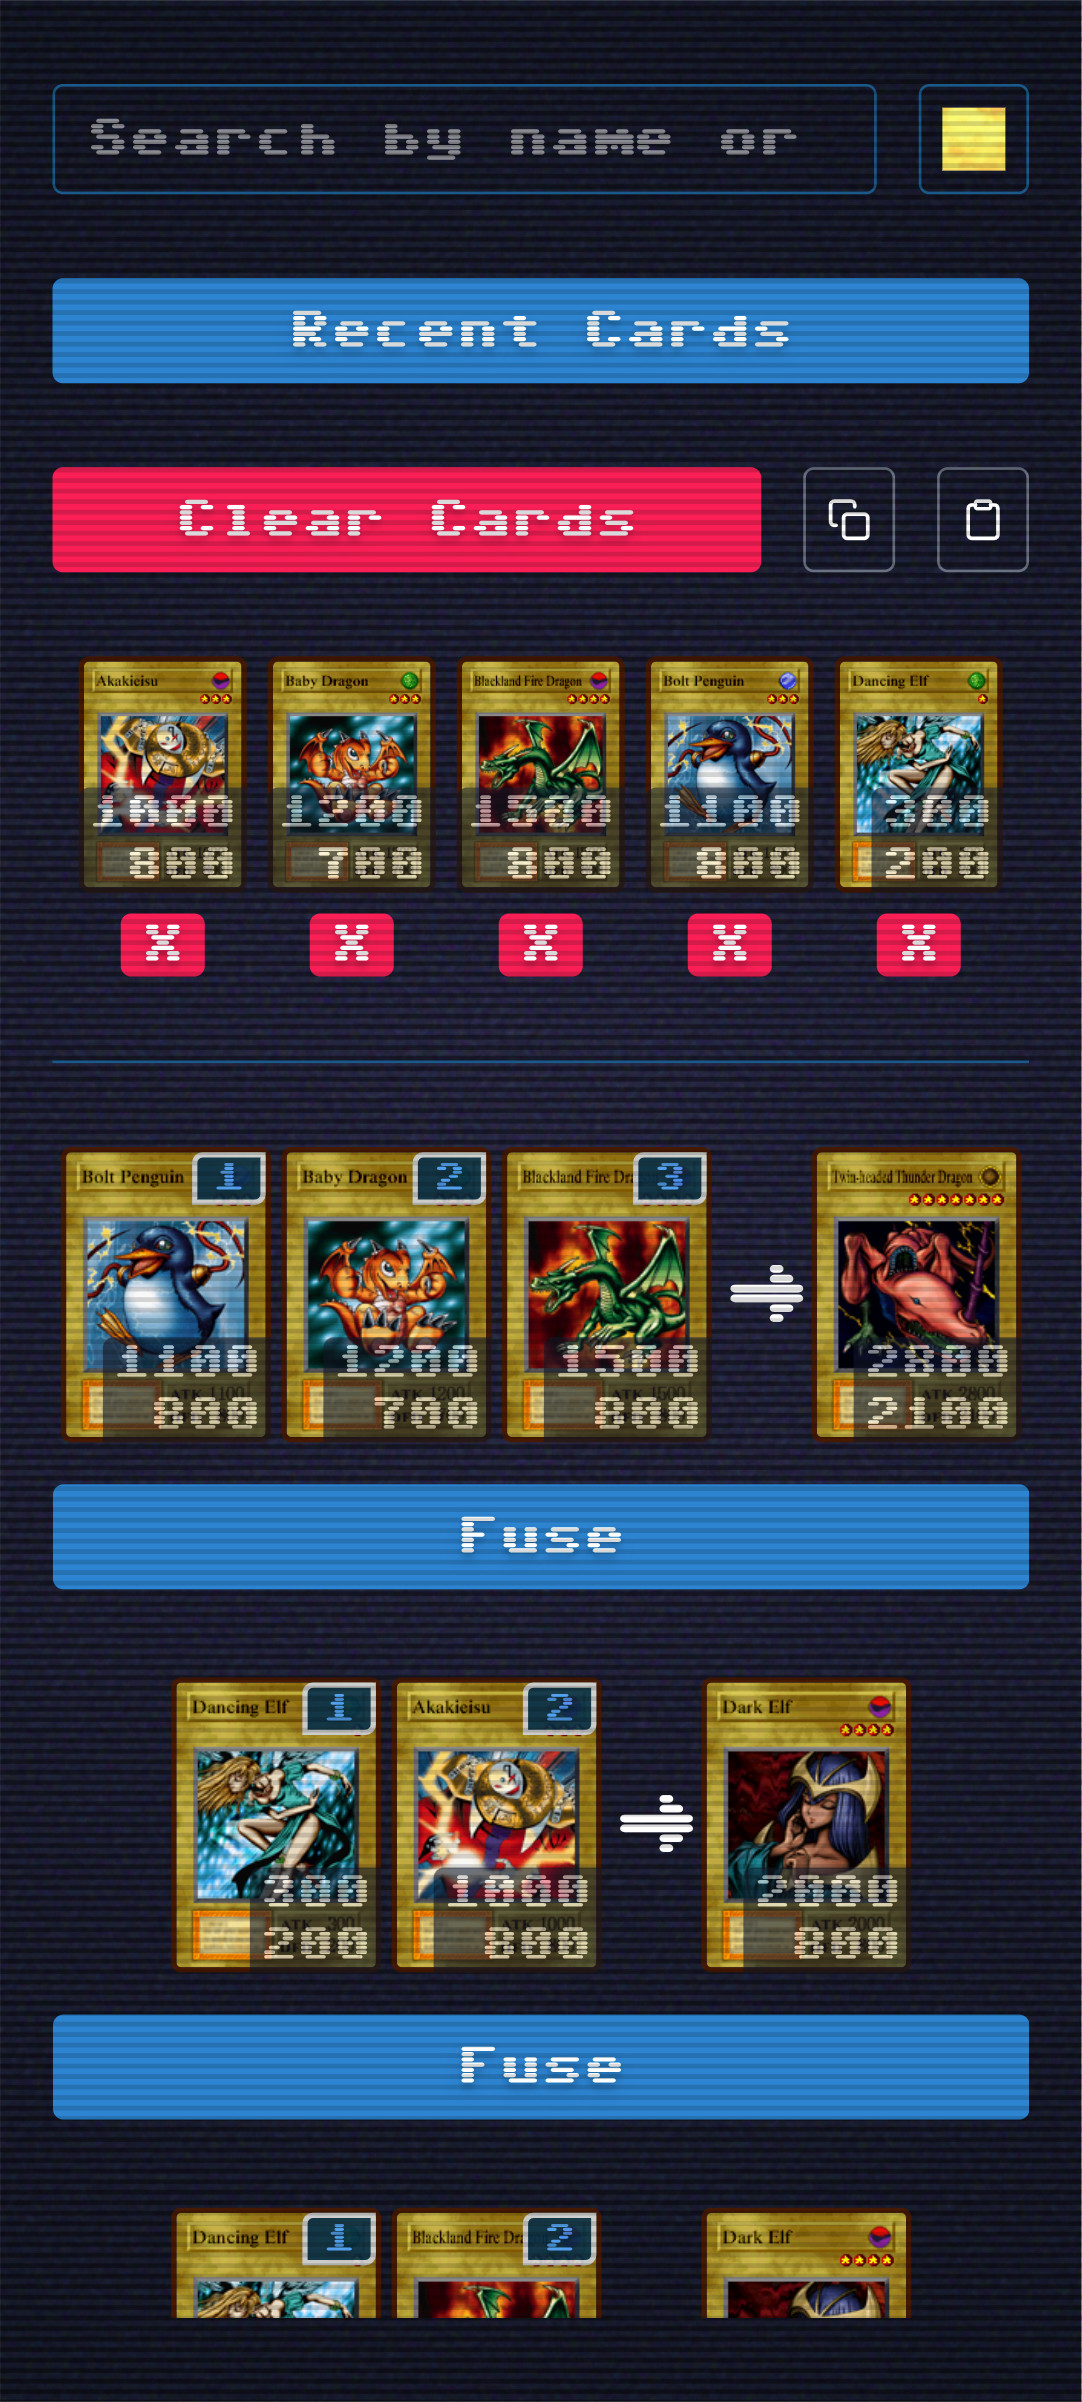 Search by name or
Recent Cards
Clear Cards
Akakieisu
Baby Dragon
Blackland Fire Dragon
Bolt Penguin
Dancing Elf
1000
1200
1500
1100
300
800
700
800
800
200
X
X
X
X
X
Bolt Penguin
1
Baby Dragon
2
Blackland Fire Dra
3
Twin-headed Thunder Dragon
1100
1200
1500
2800
ATK 1100
ATK 1200
ATK 1500
ATK 2800
800
700
800
2100
Fuse
Dancing Elf
1
Akakieisu
2
Dark Elf
300
1000
2000
ATK 300
ATK 1000
ATK 2000
200
800
800
Fuse
Dancing Elf
1
Blackland Fire Dra
2
Dark Elf